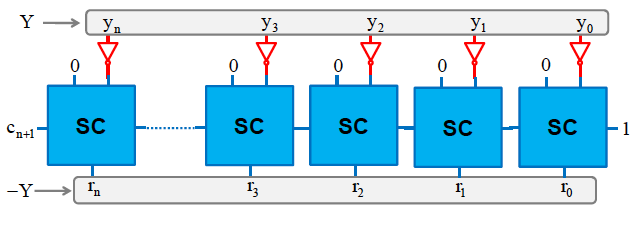 Y yₙ y₃ y₂ y₁ y₀
0 0 0 0 0
cₙ₊₁ SC SC SC SC SC 1
−Y rₙ r₃ r₂ r₁ r₀